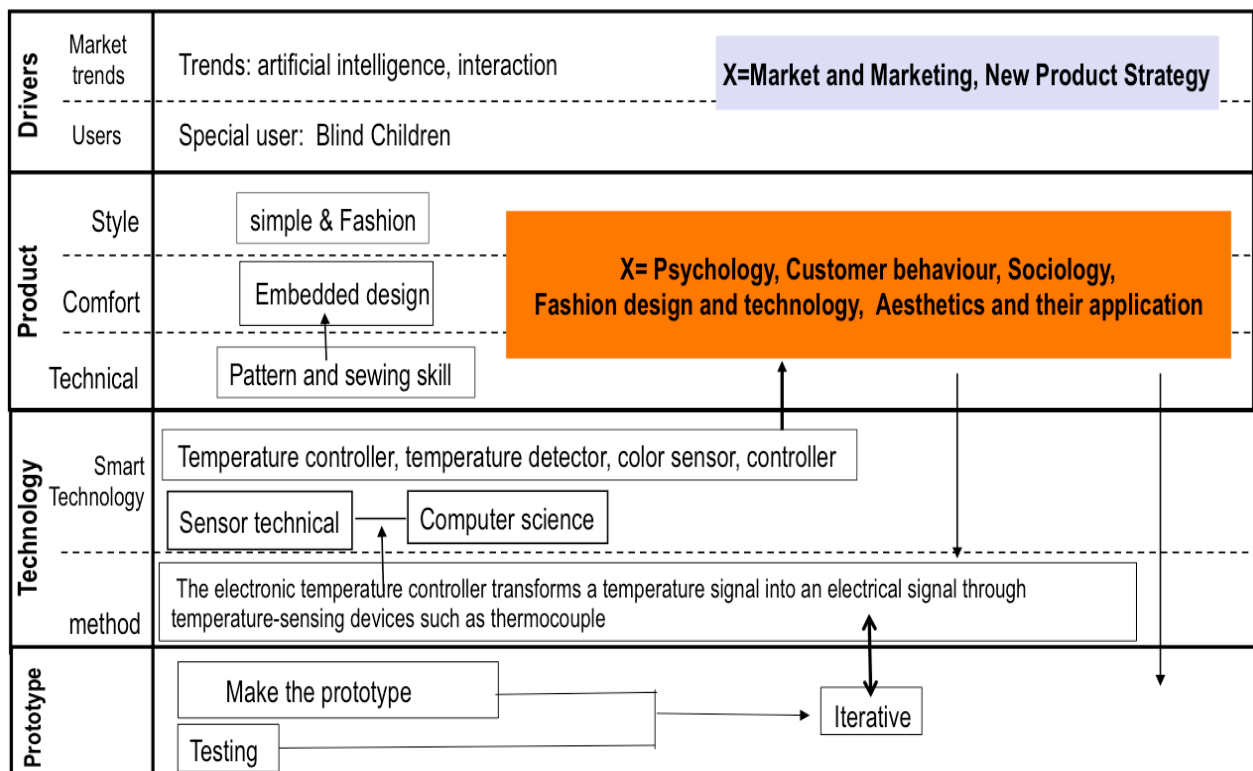 Drivers
Market
trends
Trends: artificial intelligence, interaction
X=Market and Marketing, New Product Strategy
Users
Special user:  Blind Children
Product
Style
simple & Fashion
X= Psychology, Customer behaviour, Sociology,
Fashion design and technology,  Aesthetics and their application
Comfort
Embedded design
Technical
Pattern and sewing skill
Technology
Smart
Technology
Temperature controller, temperature detector, color sensor, controller
Sensor technical
Computer science
method
The electronic temperature controller transforms a temperature signal into an electrical signal through
temperature-sensing devices such as thermocouple
Prototype
Make the prototype
Iterative
Testing